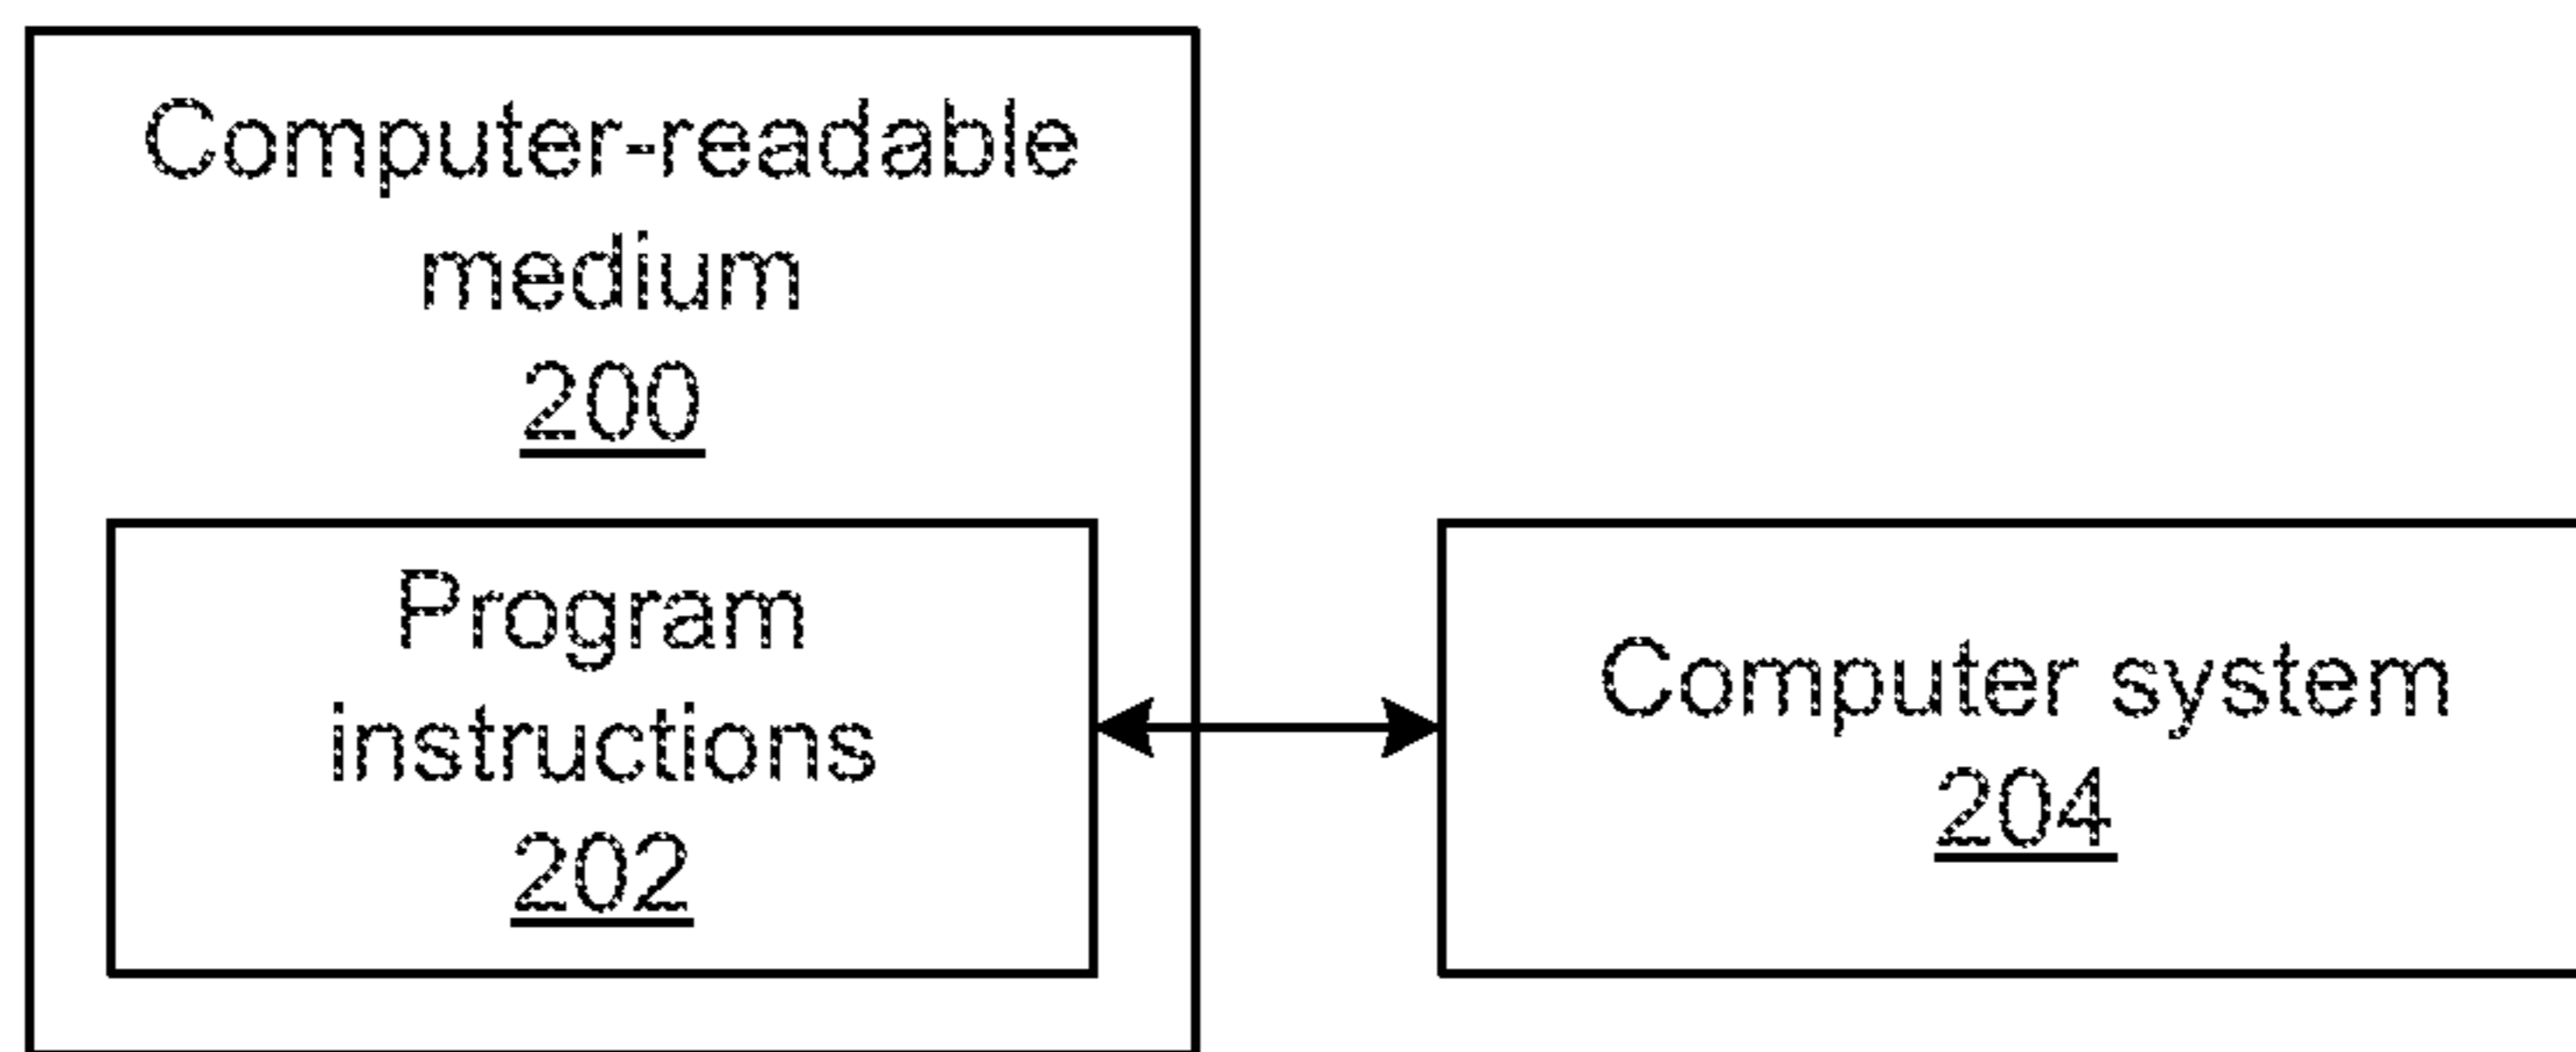 Computer-readable
medium
200
Program
instructions
202
Computer system
204